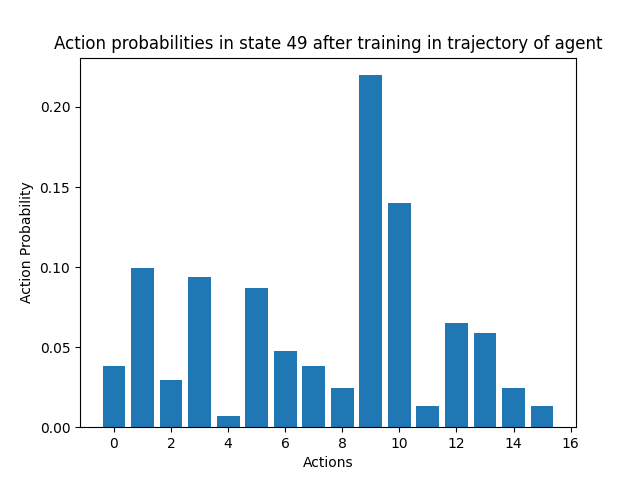 Action probabilities in state 49 after training in trajectory of agent
0.20
0.15
0.10
0.05
0.00
Action Probability
0 2 4 6 8 10 12 14 16
Actions